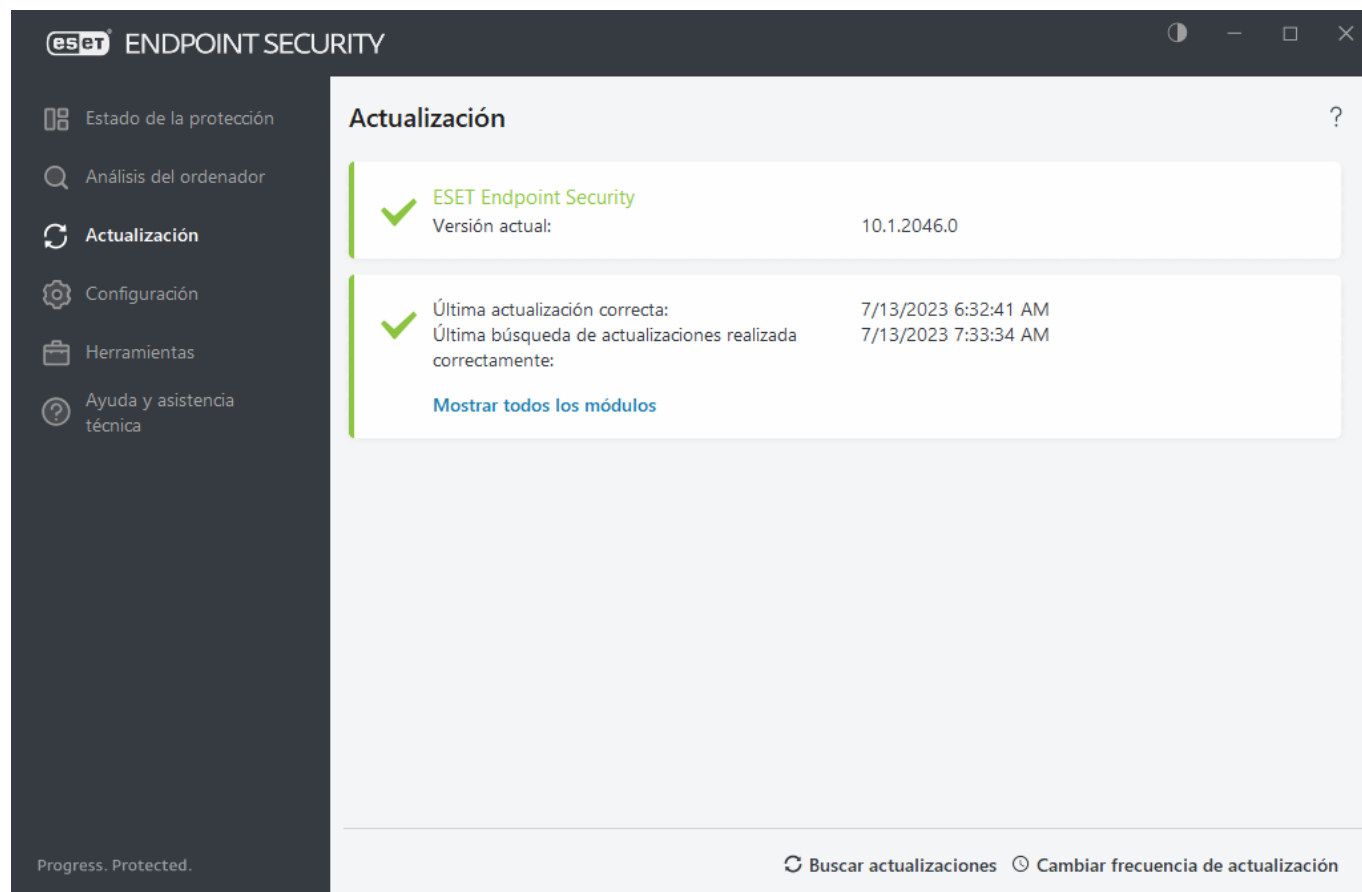 eset ENDPOINT SECURITY
Estado de la protección
Análisis del ordenador
Actualización
Configuración
Herramientas
Ayuda y asistencia
técnica
Progress. Protected.
Actualización
?
ESET Endpoint Security
Versión actual: 10.1.2046.0
Última actualización correcta: 7/13/2023 6:32:41 AM
Última búsqueda de actualizaciones realizada 7/13/2023 7:33:34 AM
correctamente:
Mostrar todos los módulos
Buscar actualizaciones Cambiar frecuencia de actualización